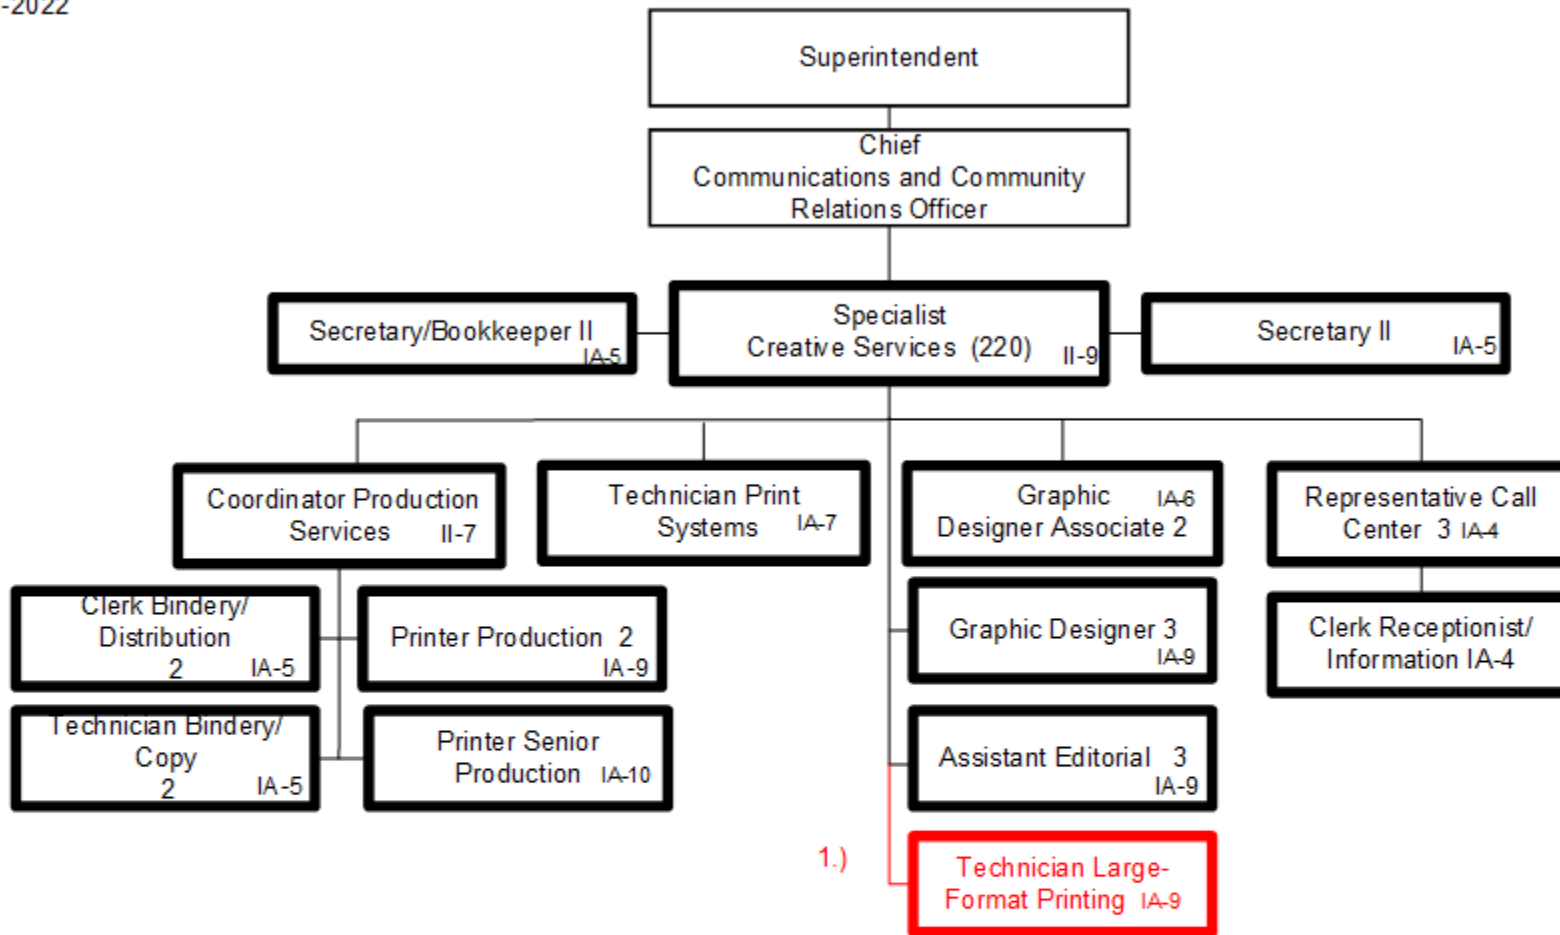 -2022
Superintendent
Chief
Communications and Community
Relations Officer
Secretary/Bookkeeper II
IA-5
Specialist
Creative Services (220) II-9
Secretary II
IA-5
Coordinator Production
Services II-7
Technician Print
Systems IA-7
Graphic IA-6
Designer Associate 2
Representative Call
Center 3 IA-4
Clerk Bindery/
Distribution
2 IA-5
Printer Production 2
IA-9
Graphic Designer 3
IA-9
Clerk Receptionist/
Information IA-4
Technician Bindery/
Copy
2 IA-5
Printer Senior
Production IA-10
Assistant Editorial 3
IA-9
1.)
Technician Large-
Format Printing IA-9